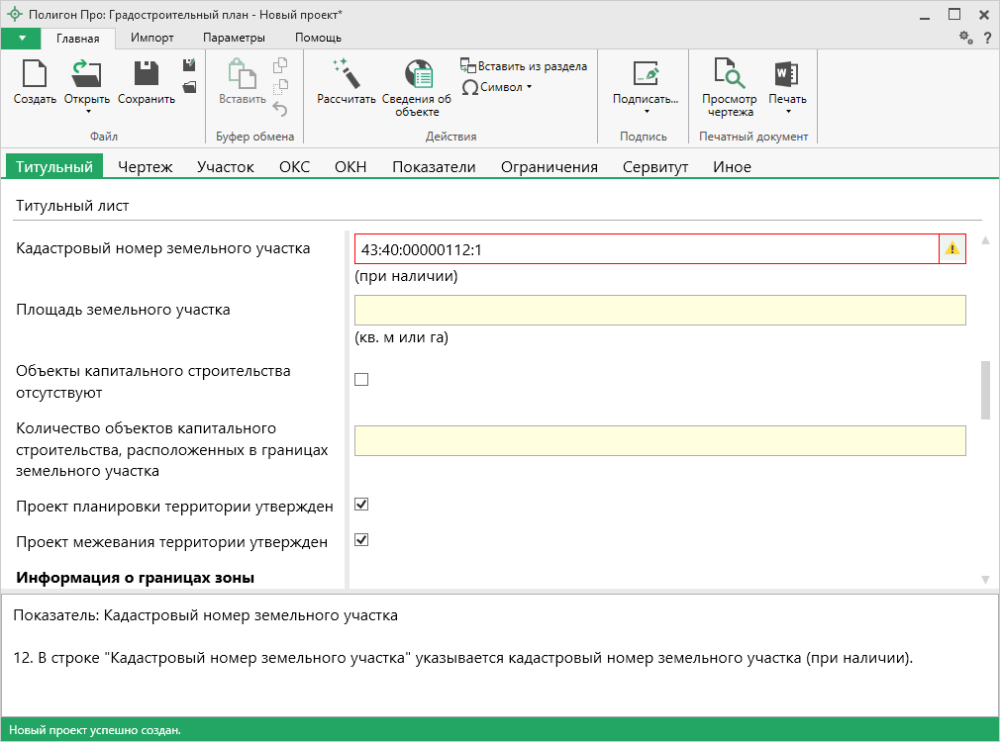 Полигон Про: Градостроительный план - Новый проект*
Главная Импорт Параметры Помощь
?
Создать Открыть Сохранить
Файл
Вставить
Буфер обмена
Рассчитать Сведения об объекте
Вставить из раздела
Символ
Действия
Подписать...
Подпись
Просмотр чертежа
Печать
Печатный документ
Титульный Чертеж Участок ОКС ОКН Показатели Ограничения Сервитут Иное
Титульный лист
Кадастровый номер земельного участка
43:40:00000112:1
(при наличии)
Площадь земельного участка
(кв. м или га)
Объекты капитального строительства
отсутствуют
Количество объектов капитального
строительства, расположенных в границах
земельного участка
Проект планировки территории утвержден
Проект межевания территории утвержден
Информация о границах зоны
Показатель: Кадастровый номер земельного участка
12. В строке "Кадастровый номер земельного участка" указывается кадастровый номер земельного участка (при наличии).
Новый проект успешно создан.